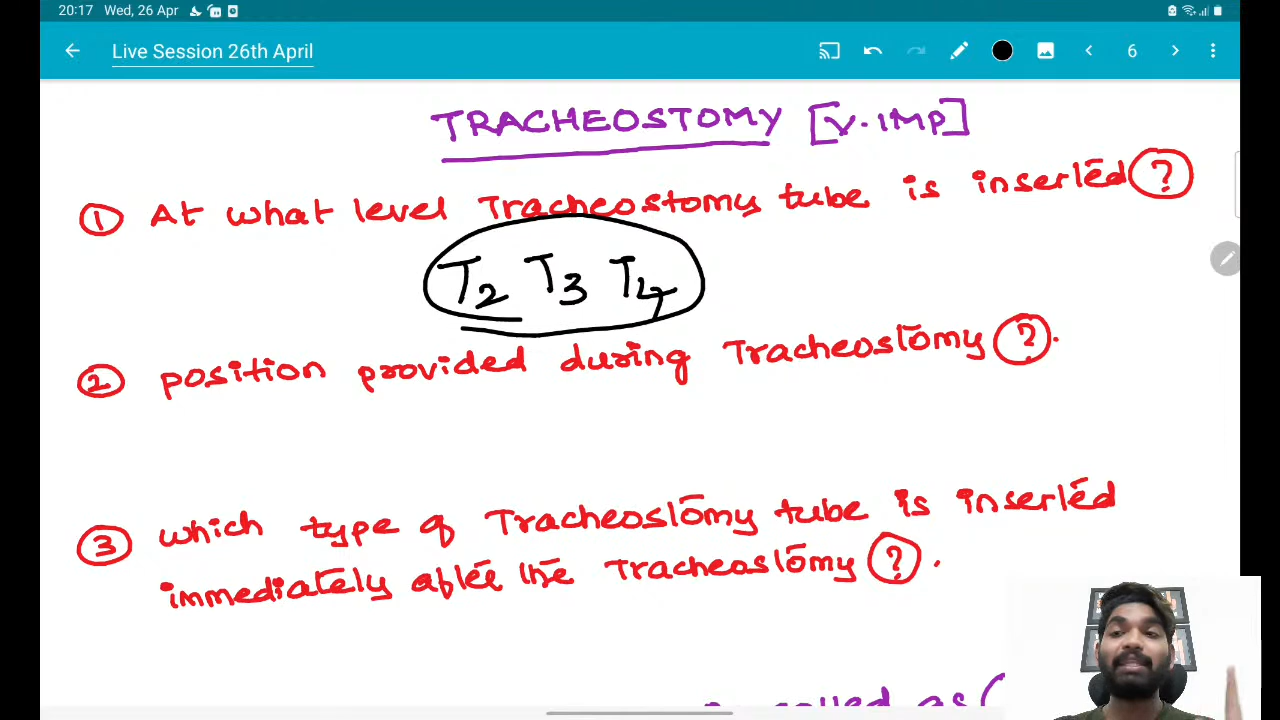 20:17 Wed, 26 Apr
Live Session 26th April
6
TRACHEOSTOMY [V.IMP]
① At what level Tracheostomy tube is inserted ?
T2 T3 T4
② position provided during Tracheostomy ?.
③ which type of Tracheostomy tube is inserted
immediately after the Tracheostomy ?.
called as